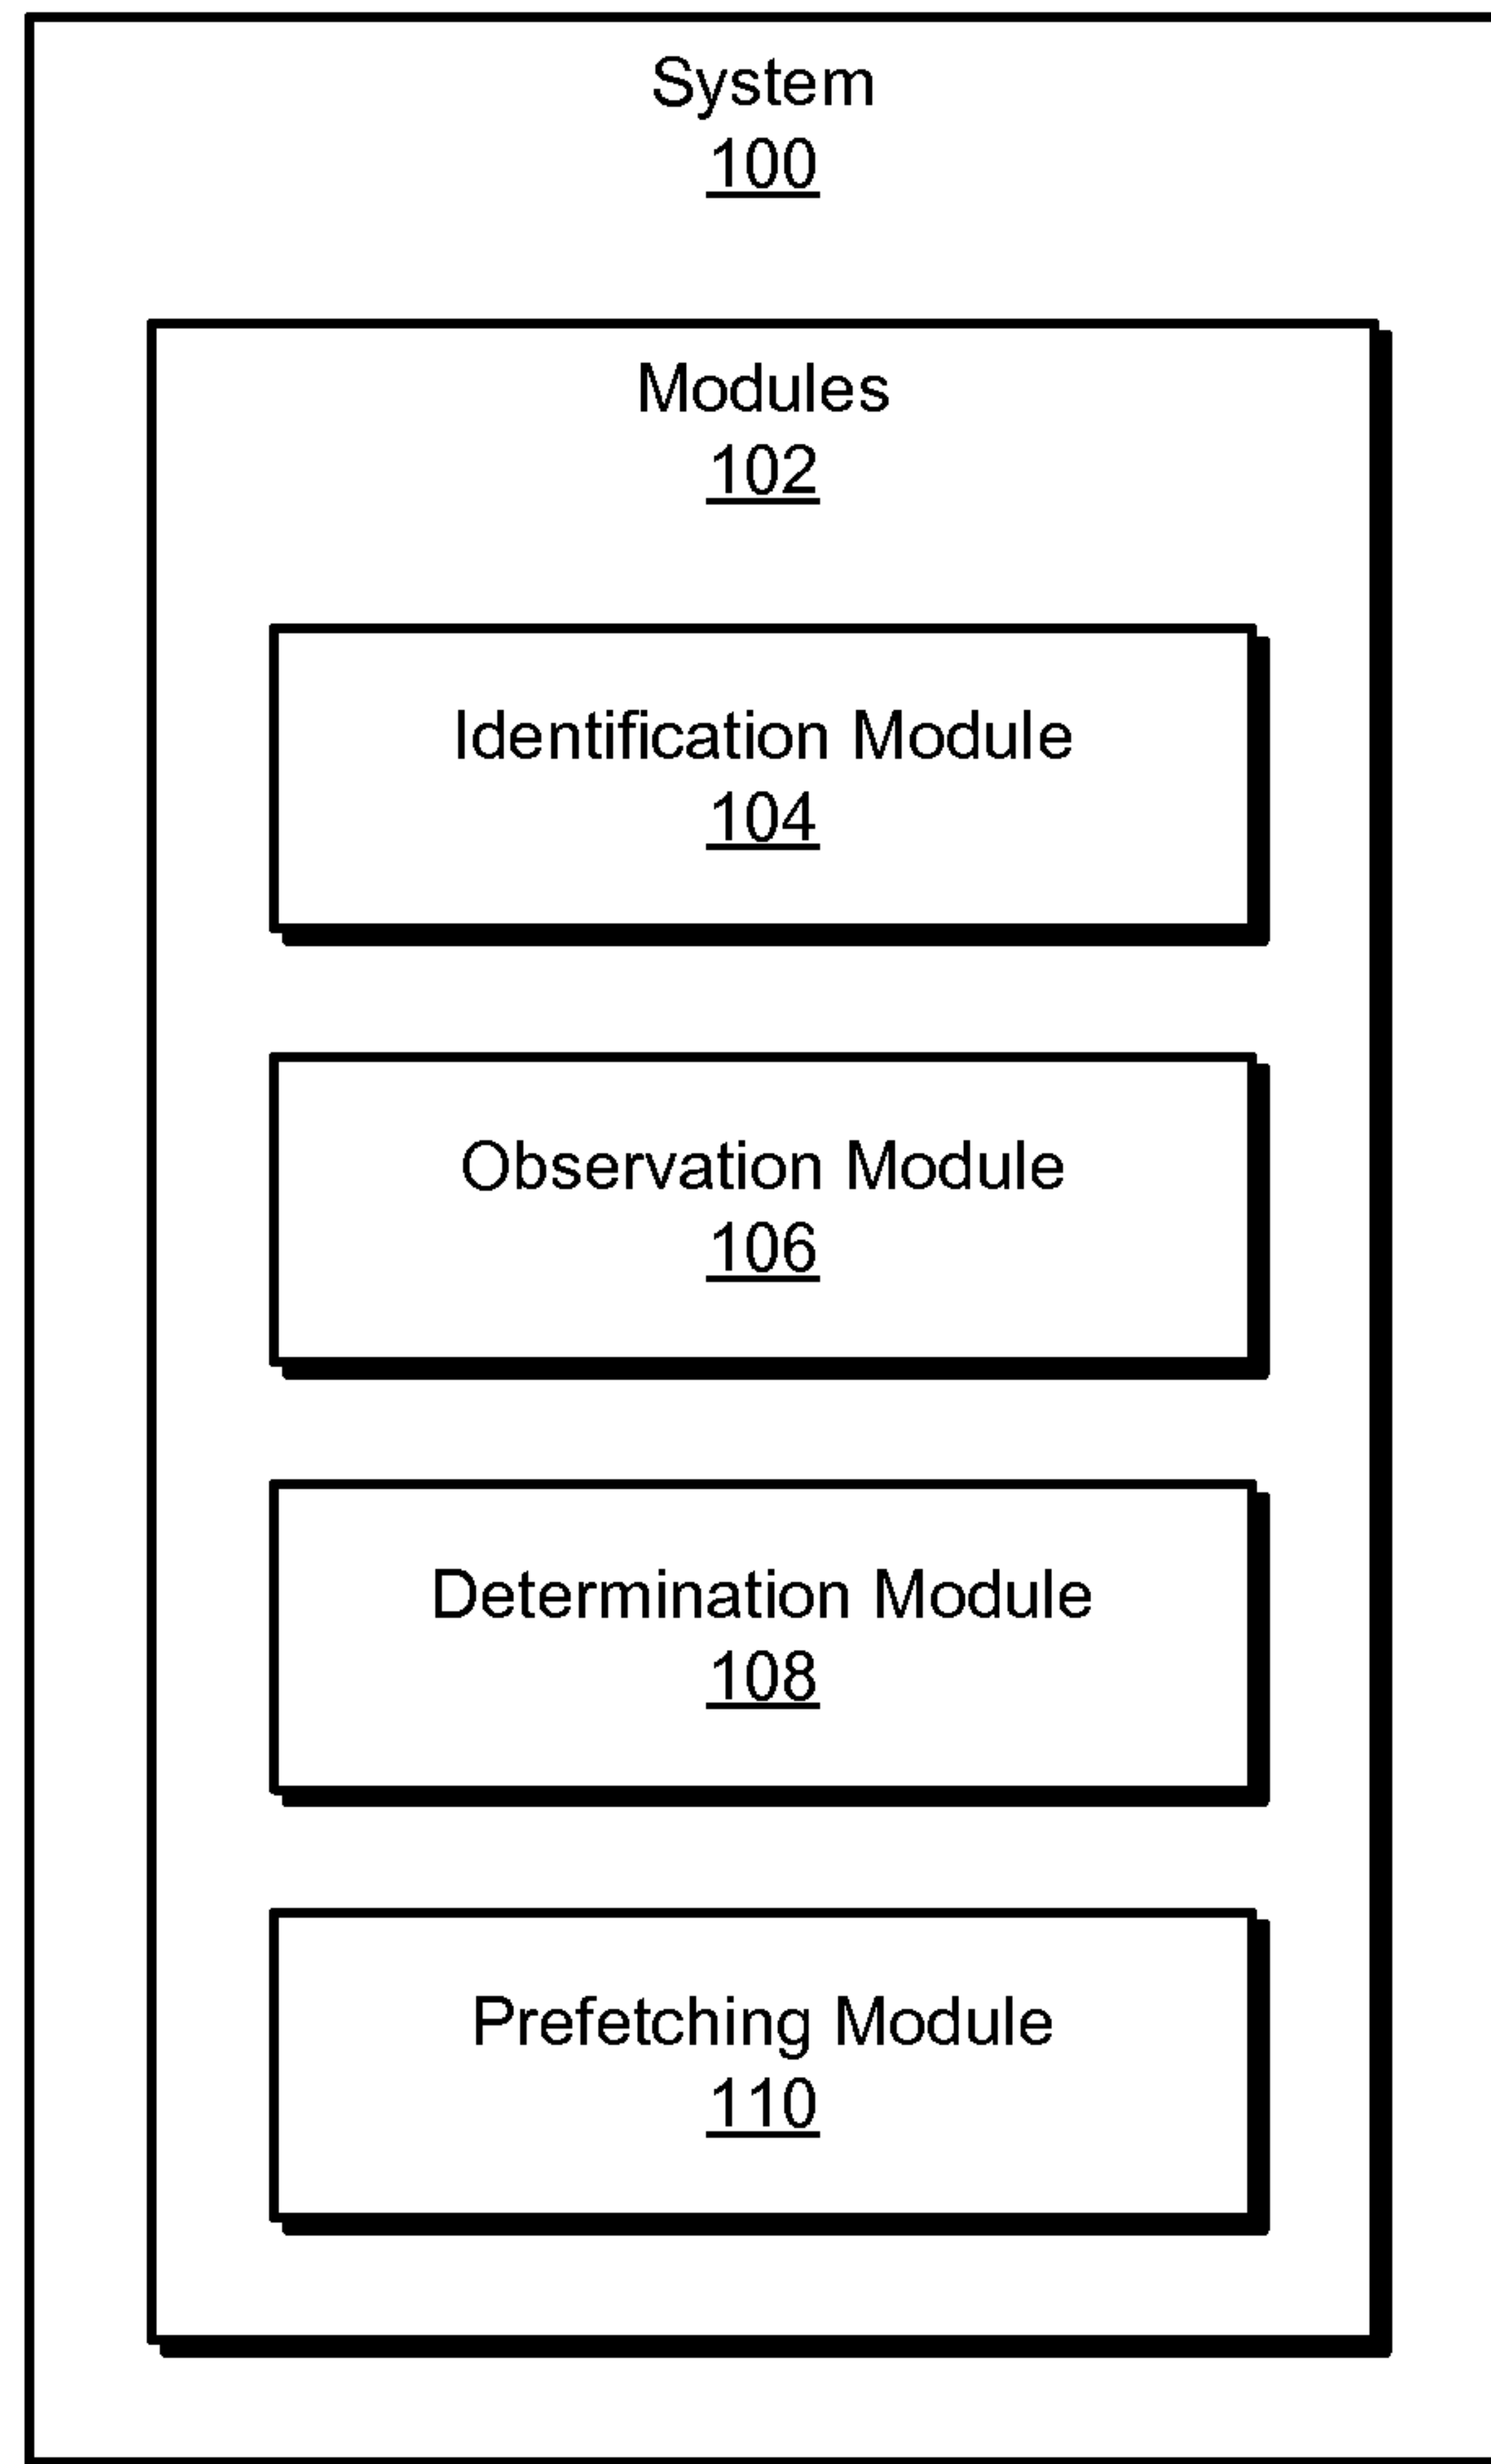 System
100
Modules
102
Identification Module
104
Observation Module
106
Determination Module
108
Prefetching Module
110